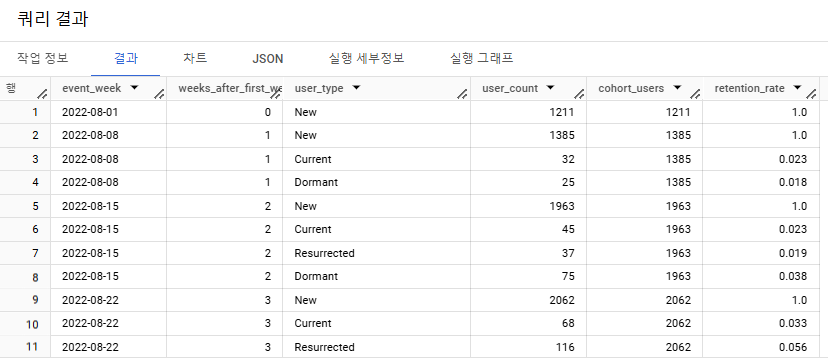 쿼리 결과
작업 정보 결과 차트 JSON 실행 세부정보 실행 그래프
행 event_week weeks_after_first_we user_type user_count cohort_users retention_rate
1 2022-08-01 0 New 1211 1211 1.0
2 2022-08-08 1 New 1385 1385 1.0
3 2022-08-08 1 Current 32 1385 0.023
4 2022-08-08 1 Dormant 25 1385 0.018
5 2022-08-15 2 New 1963 1963 1.0
6 2022-08-15 2 Current 45 1963 0.023
7 2022-08-15 2 Resurrected 37 1963 0.019
8 2022-08-15 2 Dormant 75 1963 0.038
9 2022-08-22 3 New 2062 2062 1.0
10 2022-08-22 3 Current 68 2062 0.033
11 2022-08-22 3 Resurrected 116 2062 0.056